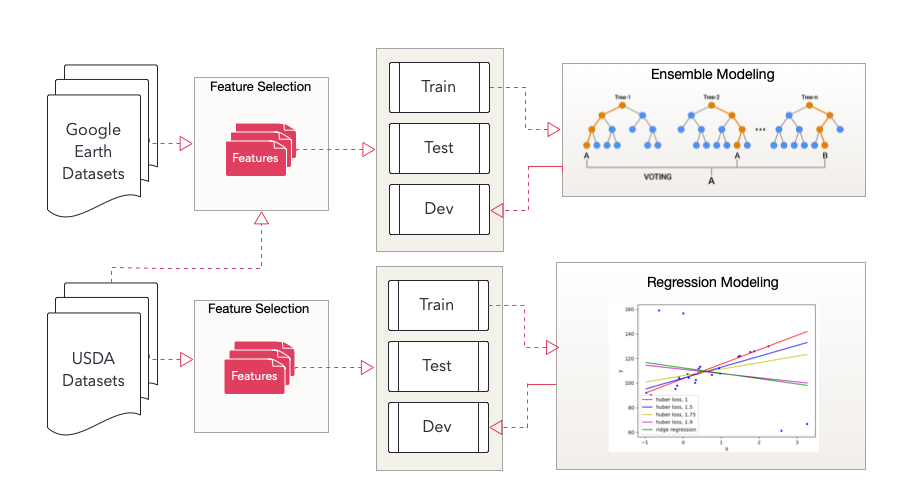 Google
Earth
Datasets
Feature Selection
Features
Train
Test
Dev
Ensemble Modeling
Tree-1
Tree-2
Tree-n
A
A
B
VOTING
A
USDA
Datasets
Feature Selection
Features
Train
Test
Dev
Regression Modeling
160
140
120
100
80
60
y
huber loss, 1
huber loss, 1.5
huber loss, 1.75
huber loss, 1.9
ridge regression
-1 0 1 2 3
X